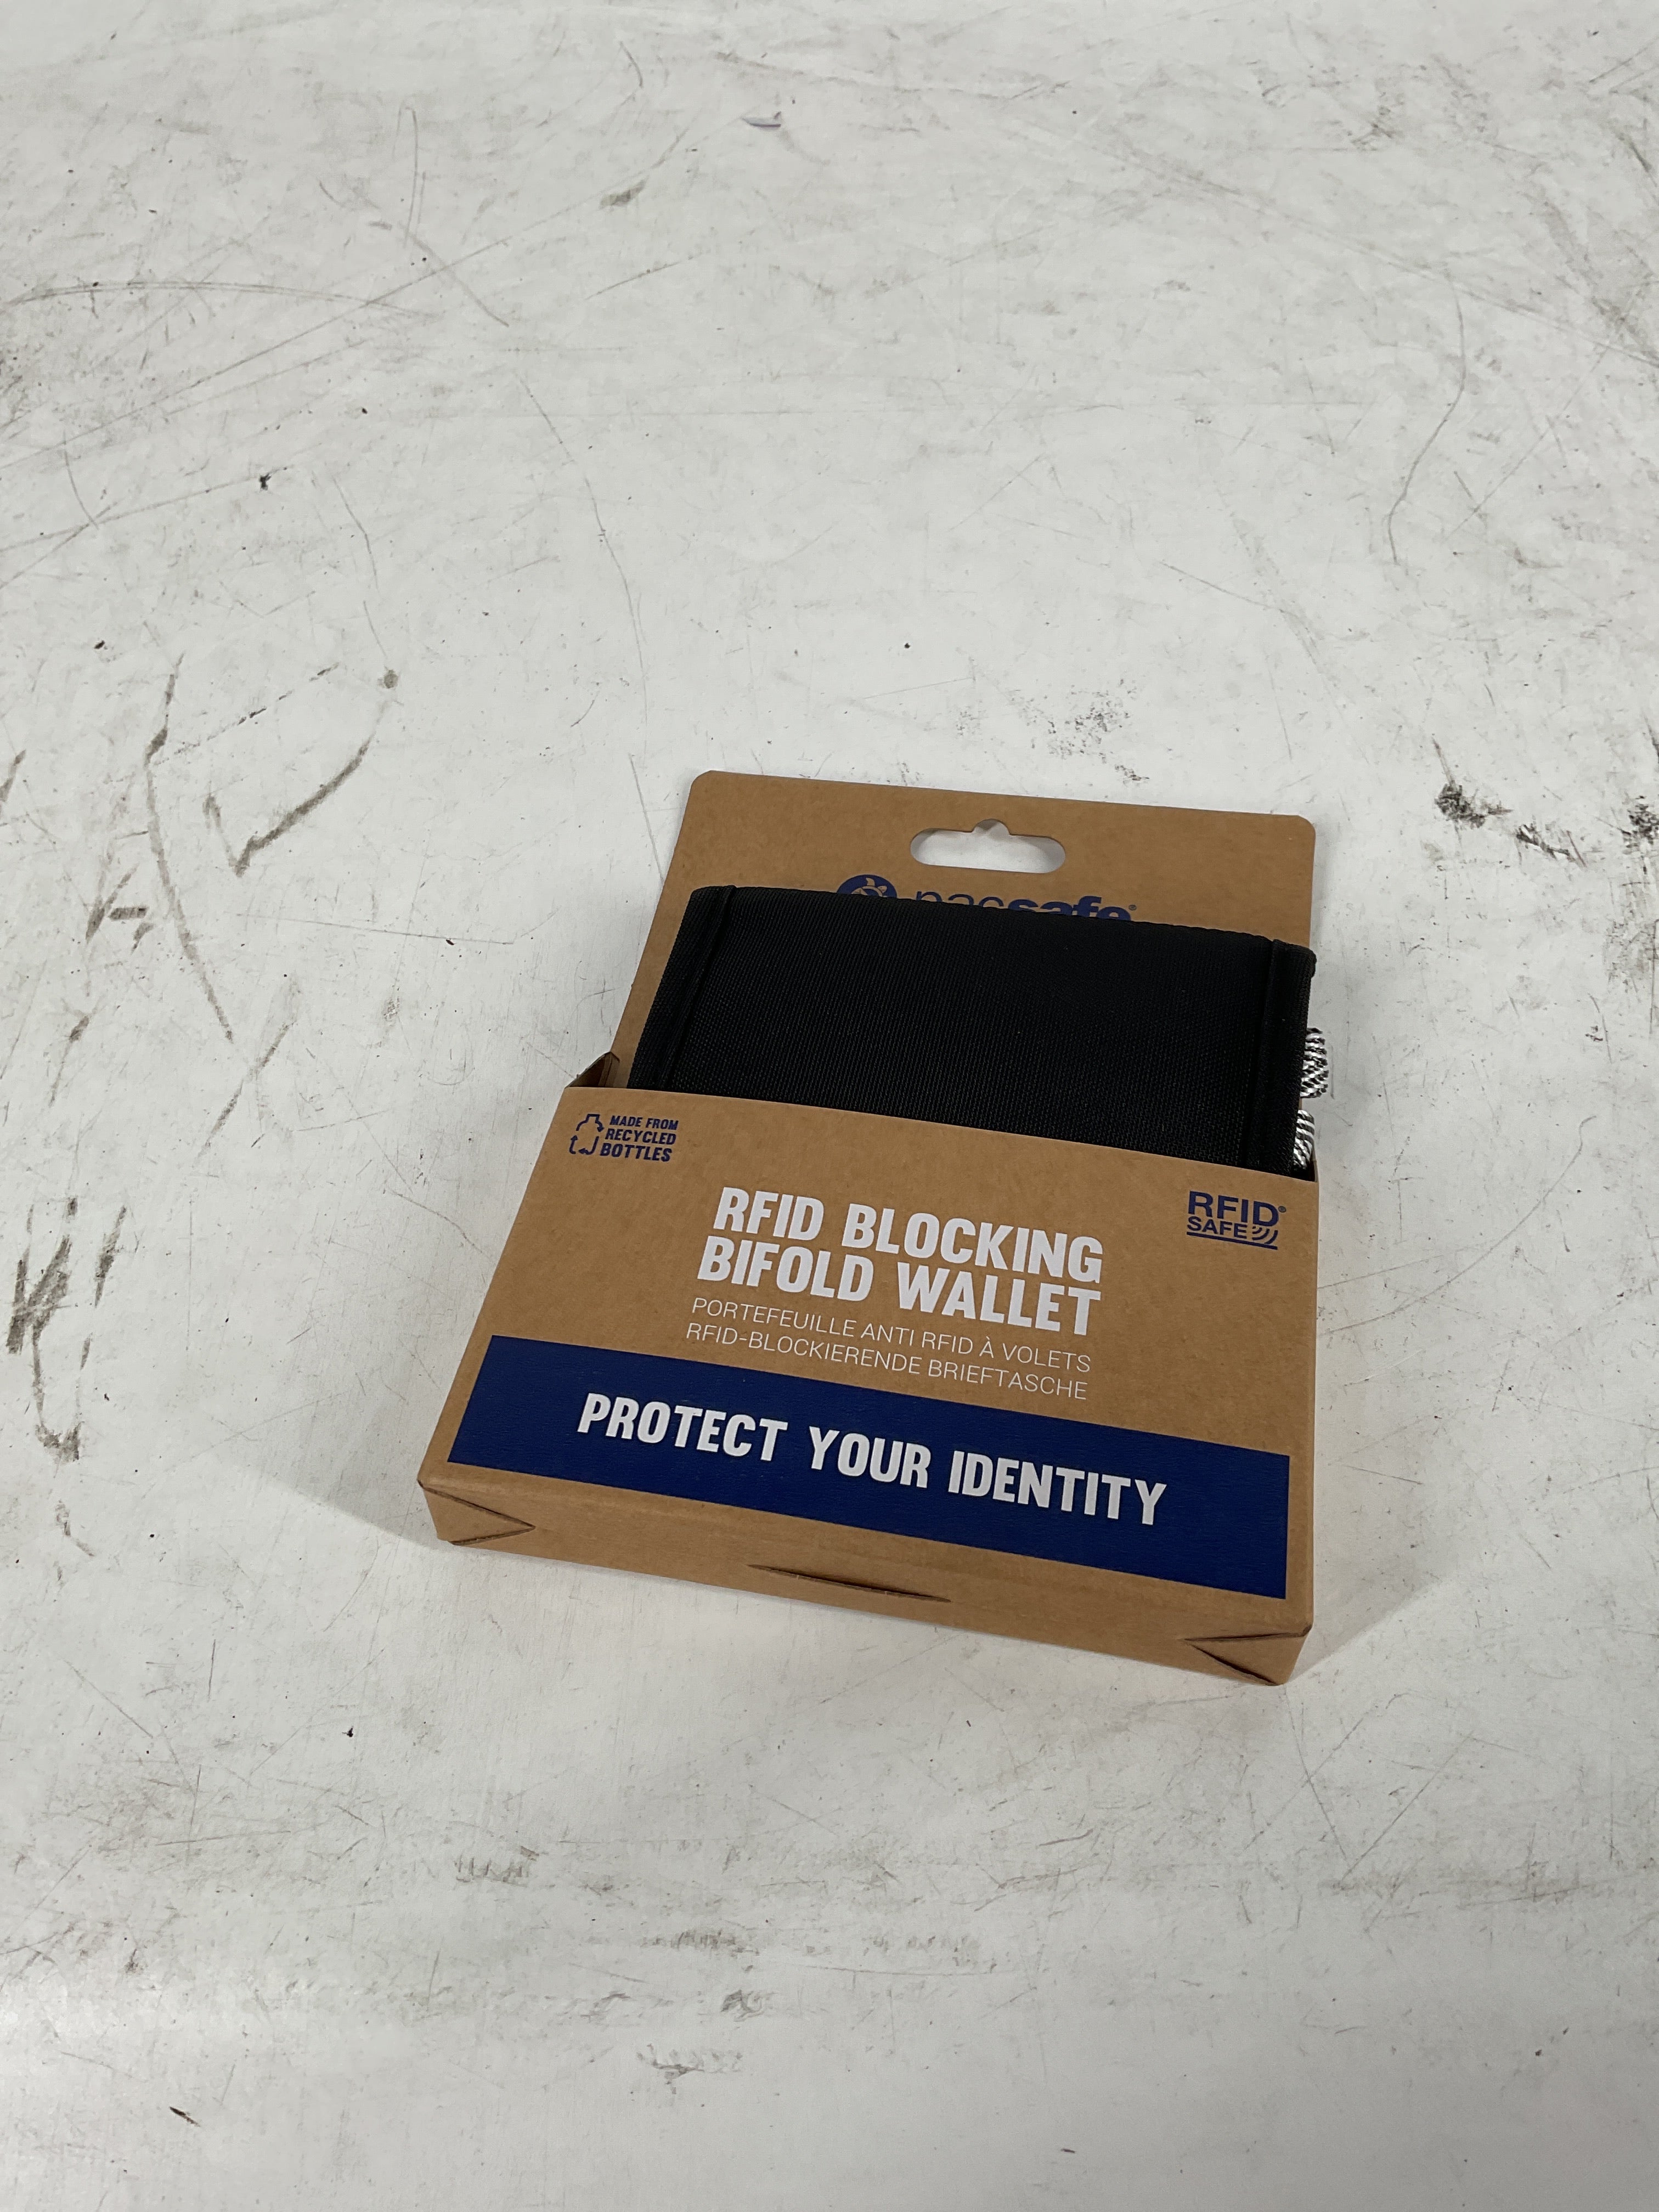 pacsafe®
MADE FROM
RECYCLED
BOTTLES
RFID®
SAFE
RFID BLOCKING
BIFOLD WALLET
PORTEFEUILLE ANTI RFID À VOLETS
RFID-BLOCKIERENDE BRIEFTASCHE
PROTECT YOUR IDENTITY